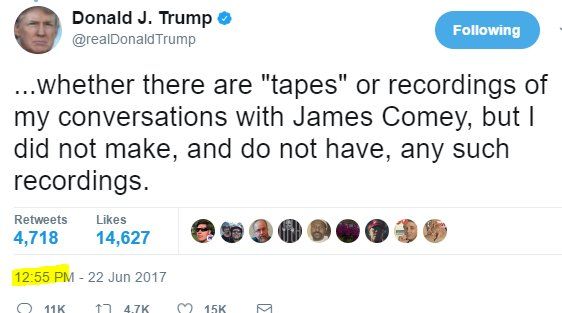 Donald J. Trump
Following
@realDonaldTrump
...whether there are "tapes" or recordings of
my conversations with James Comey, but I
did not make, and do not have, any such
recordings.
Retweets Likes
4,718 14,627
12:55 PM - 22 Jun 2017
11K 4.7K 15K